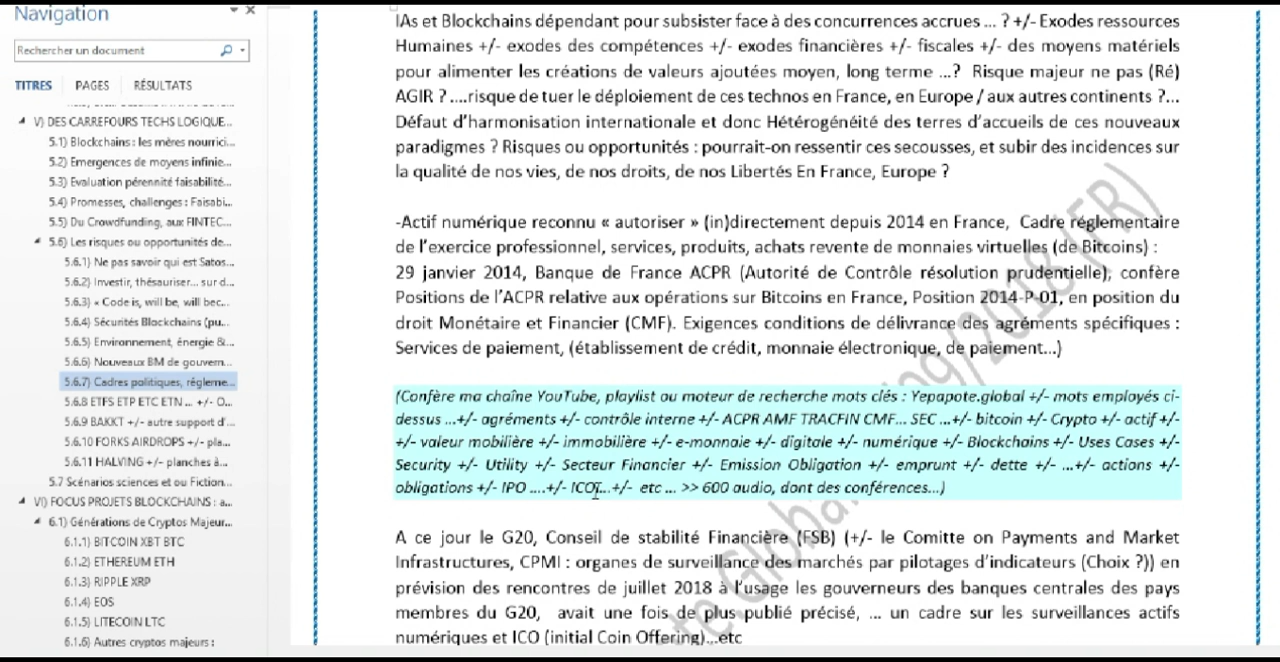 Navigation
Rechercher un document
TITRES PAGES RÉSULTATS
V) DES CARREFOURS TECHS LOGIQUE...
5.1) Blockchains : les mères nourrici...
5.2) Emergences de moyens infinie...
5.3) Evaluation pérennité faisabilité...
5.4) Promesses, challenges : Faisabi...
5.5) Du Crowdfunding, aux FINTEC...
5.6) Les risques ou opportunités de...
5.6.1) Ne pas savoir qui est Satos...
5.6.2) Investir, thésauriser... sur d...
5.6.3) « Code is, will be, will bec...
5.6.4) Sécurités Blockchains (pu...
5.6.5) Environnement, énergie &...
5.6.6) Nouveaux BM de gouvern...
5.6.7) Cadres politiques, régleme...
5.6.8 ETFS ETP ETC ETN ... +/- O...
5.6.9 BAKKT +/- autre support d'...
5.6.10 FORKS AIRDROPS +/- pla...
5.6.11 HALVING +/- planches à...
5.7 Scénarios sciences et ou Fiction...
VI) FOCUS PROJETS BLOCKCHAINS : a...
6.1) Générations de Cryptos Majeur...
6.1.1) BITCOIN XBT BTC
6.1.2) ETHEREUM ETH
6.1.3) RIPPLE XRP
6.1.4) EOS
6.1.5) LITECOIN LTC
6.1.6) Autres cryptos majeurs :
IAs et Blockchains dépendant pour subsister face à des concurrences accrues ... ? +/- Exodes ressources
Humaines +/- exodes des compétences +/- exodes financières +/- fiscales +/- des moyens matériels
pour alimenter les créations de valeurs ajoutées moyen, long terme ...? Risque majeur ne pas (Ré)
AGIR ? ....risque de tuer le déploiement de ces technos en France, en Europe / aux autres continents ?...
Défaut d'harmonisation internationale et donc Hétérogénéité des terres d'accueils de ces nouveaux
paradigmes ? Risques ou opportunités : pourrait-on ressentir ces secousses, et subir des incidences sur
la qualité de nos vies, de nos droits, de nos Libertés En France, Europe ?
-Actif numérique reconnu « autoriser » (in)directement depuis 2014 en France, Cadre réglementaire
de l'exercice professionnel, services, produits, achats revente de monnaies virtuelles (de Bitcoins) :
29 janvier 2014, Banque de France ACPR (Autorité de Contrôle résolution prudentielle), confère
Positions de l'ACPR relative aux opérations sur Bitcoins en France, Position 2014-P-01, en position du
droit Monétaire et Financier (CMF). Exigences conditions de délivrance des agréments spécifiques :
Services de paiement, (établissement de crédit, monnaie électronique, de paiement...)
(Confère ma chaîne YouTube, playlist ou moteur de recherche mots clés : Yepapote.global +/- mots employés ci-
dessus ...+/- agréments +/- contrôle interne +/- ACPR AMF TRACFIN CMF... SEC ...+/- bitcoin +/- Crypto +/- actif +/-
+/- valeur mobilière +/- immobilière +/- e-monnaie +/- digitale +/- numérique +/- Blockchains +/- Uses Cases +/-
Security +/- Utility +/- Secteur Financier +/- Emission Obligation +/- emprunt +/- dette +/- ...+/- actions +/-
obligations +/- IPO ....+/- ICO...+/- etc ... >> 600 audio, dont des conférences...)
A ce jour le G20, Conseil de stabilité Financière (FSB) (+/- le Comitte on Payments and Market
Infrastructures, CPMI : organes de surveillance des marchés par pilotages d'indicateurs (Choix ?)) en
prévision des rencontres de juillet 2018 à l'usage les gouverneurs des banques centrales des pays
membres du G20, avait une fois de plus publié précisé, ... un cadre sur les surveillances actifs
numériques et ICO (initial Coin Offering)...etc